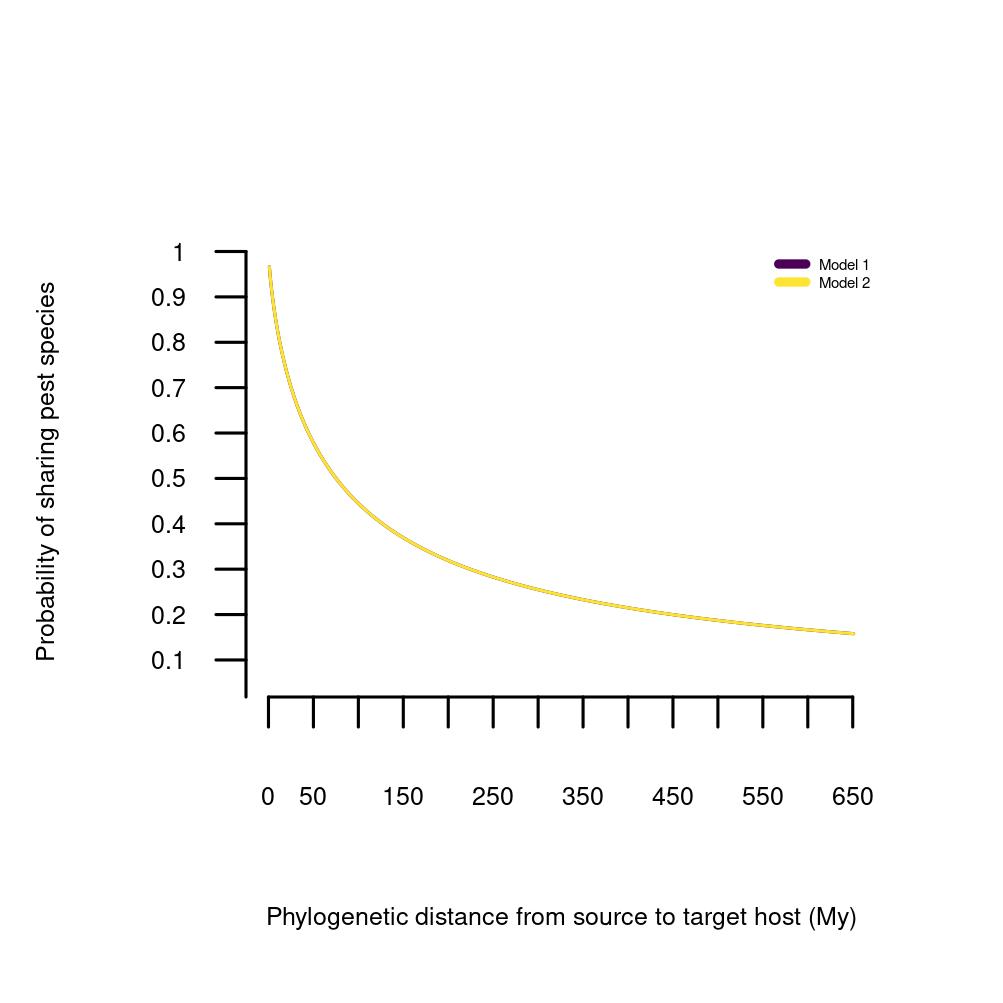 Probability of sharing pest species
1
0.9
0.8
0.7
0.6
0.5
0.4
0.3
0.2
0.1
Model 1
Model 2
0 50 150 250 350 450 550 650
Phylogenetic distance from source to target host (My)